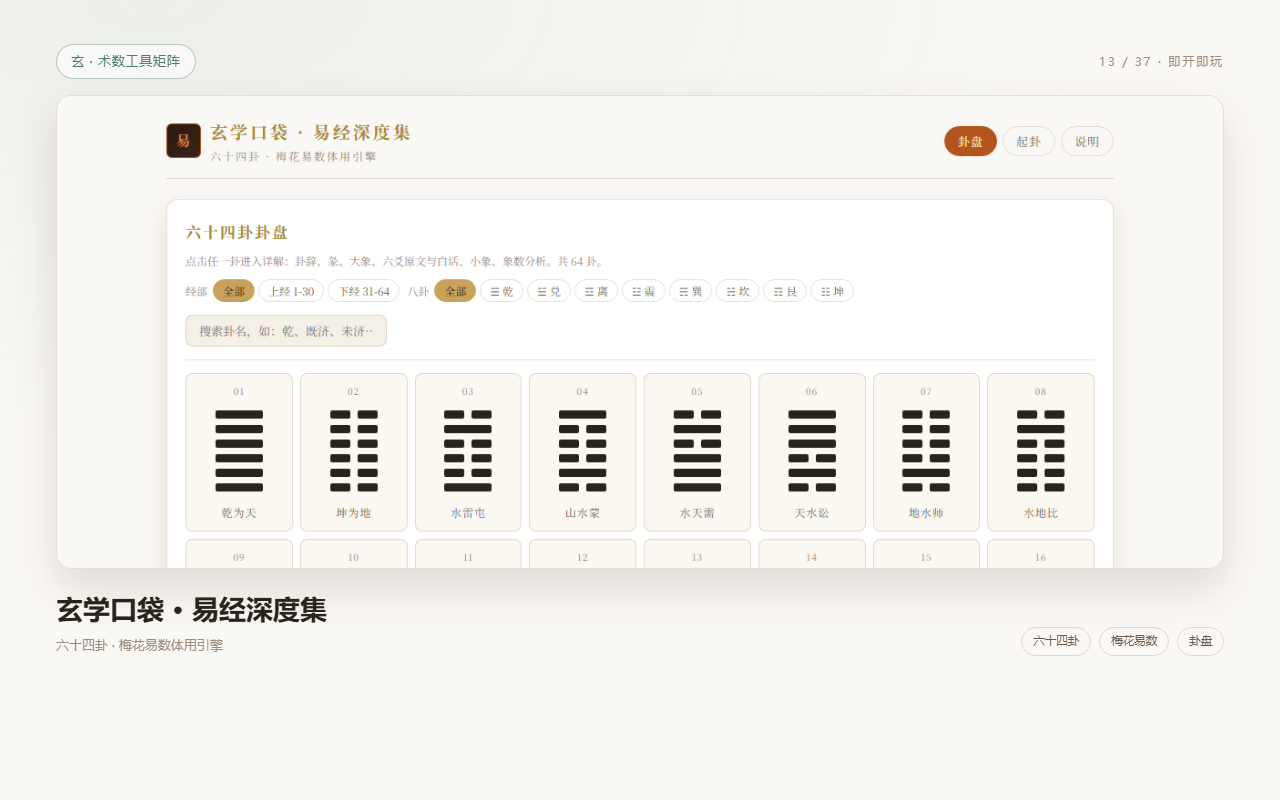 玄 · 术数工具矩阵
13 / 37 · 即开即玩
易
玄学口袋 · 易经深度集
六十四卦 · 梅花易数体用引擎
卦盘
起卦
说明
六十四卦卦盘
点击任一卦进入详解：卦辞、彖、大象、六爻原文与白话、小象、象数分析。共 64 卦。
经部 全部 上经 1-30 下经 31-64 八卦 全部 ☰ 乾 ☱ 兑 ☲ 离 ☳ 震 ☴ 巽 ☵ 坎 ☶ 艮 ☷ 坤
搜索卦名，如：乾、既济、未济…
01 02 03 04 05 06 07 08
乾为天 坤为地 水雷屯 山水蒙 水天需 天水讼 地水师 水地比
09 10 11 12 13 14 15 16
玄学口袋 · 易经深度集
六十四卦 · 梅花易数体用引擎
六十四卦 梅花易数 卦盘